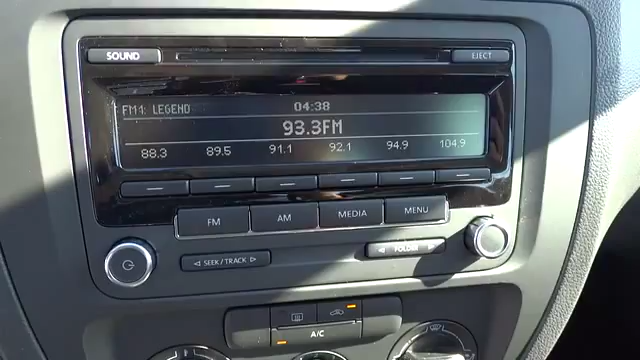 SOUND
EJECT
FM1: LEGEND 04:38
93.3FM
88.3 89.5 91.1 92.1 94.9 104.9
FM AM MEDIA MENU
SEEK / TRACK FOLDER
A/C